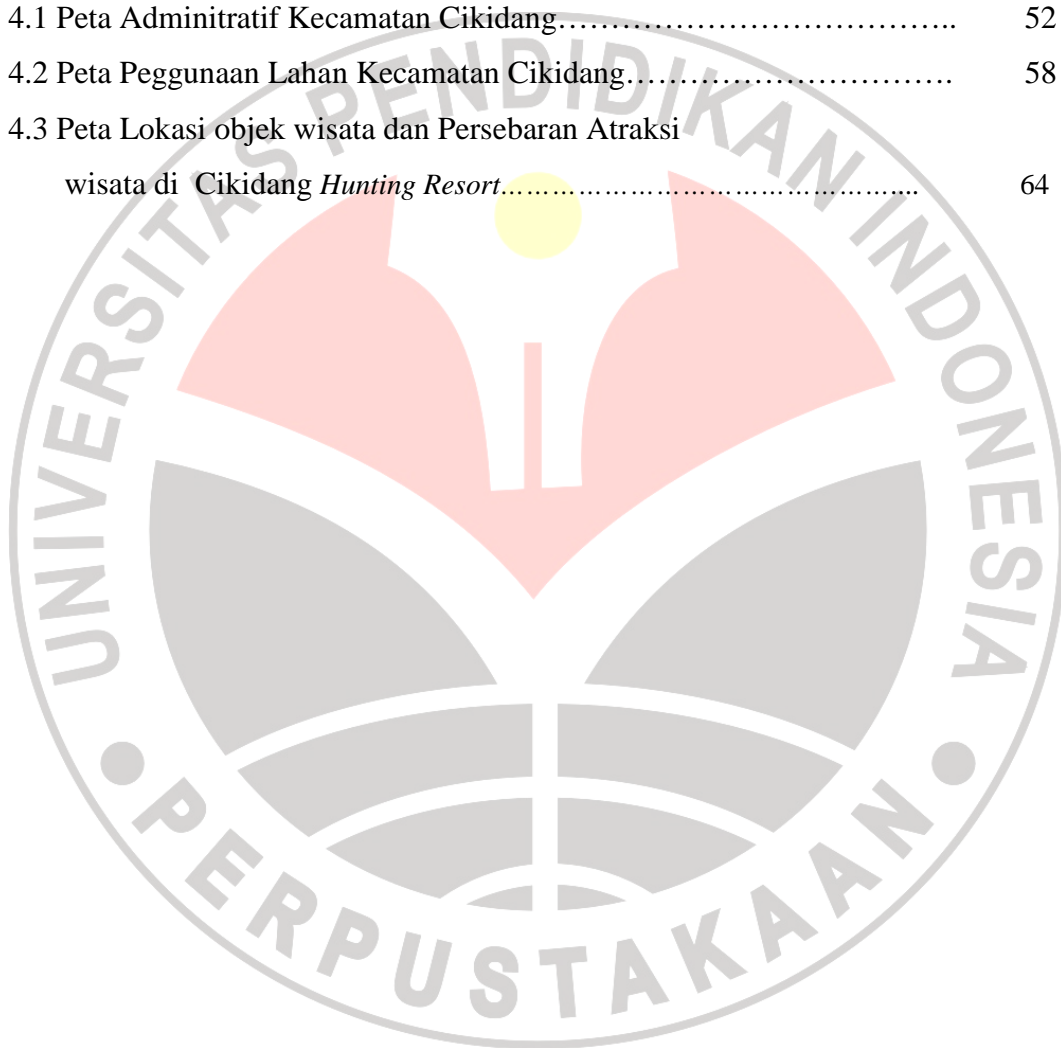 4.1 Peta Adminitratif Kecamatan Cikidang……………………………….. 52
4.2 Peta Peggunaan Lahan Kecamatan Cikidang…………………………. 58
4.3 Peta Lokasi objek wisata dan Persebaran Atraksi
wisata di Cikidang Hunting Resort…………………………………….... 64
UNIVERSITAS PENDIDIKAN INDONESIA
PERPUSTAKAAN